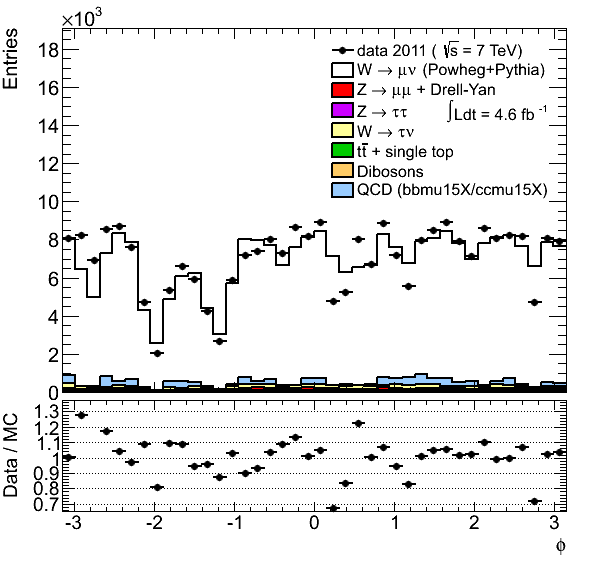 ×10³
Entries
18
16
14
12
10
8
6
4
2
0
data 2011 ( √s = 7 TeV)
W → μν (Powheg+Pythia)
Z → μμ + Drell-Yan
Z → ττ ∫Ldt = 4.6 fb⁻¹
W → τν
tt̅ + single top
Dibosons
QCD (bbmu15X/ccmu15X)
Data / MC
1.3
1.2
1.1
1
0.9
0.8
0.7
-3 -2 -1 0 1 2 3
ϕ